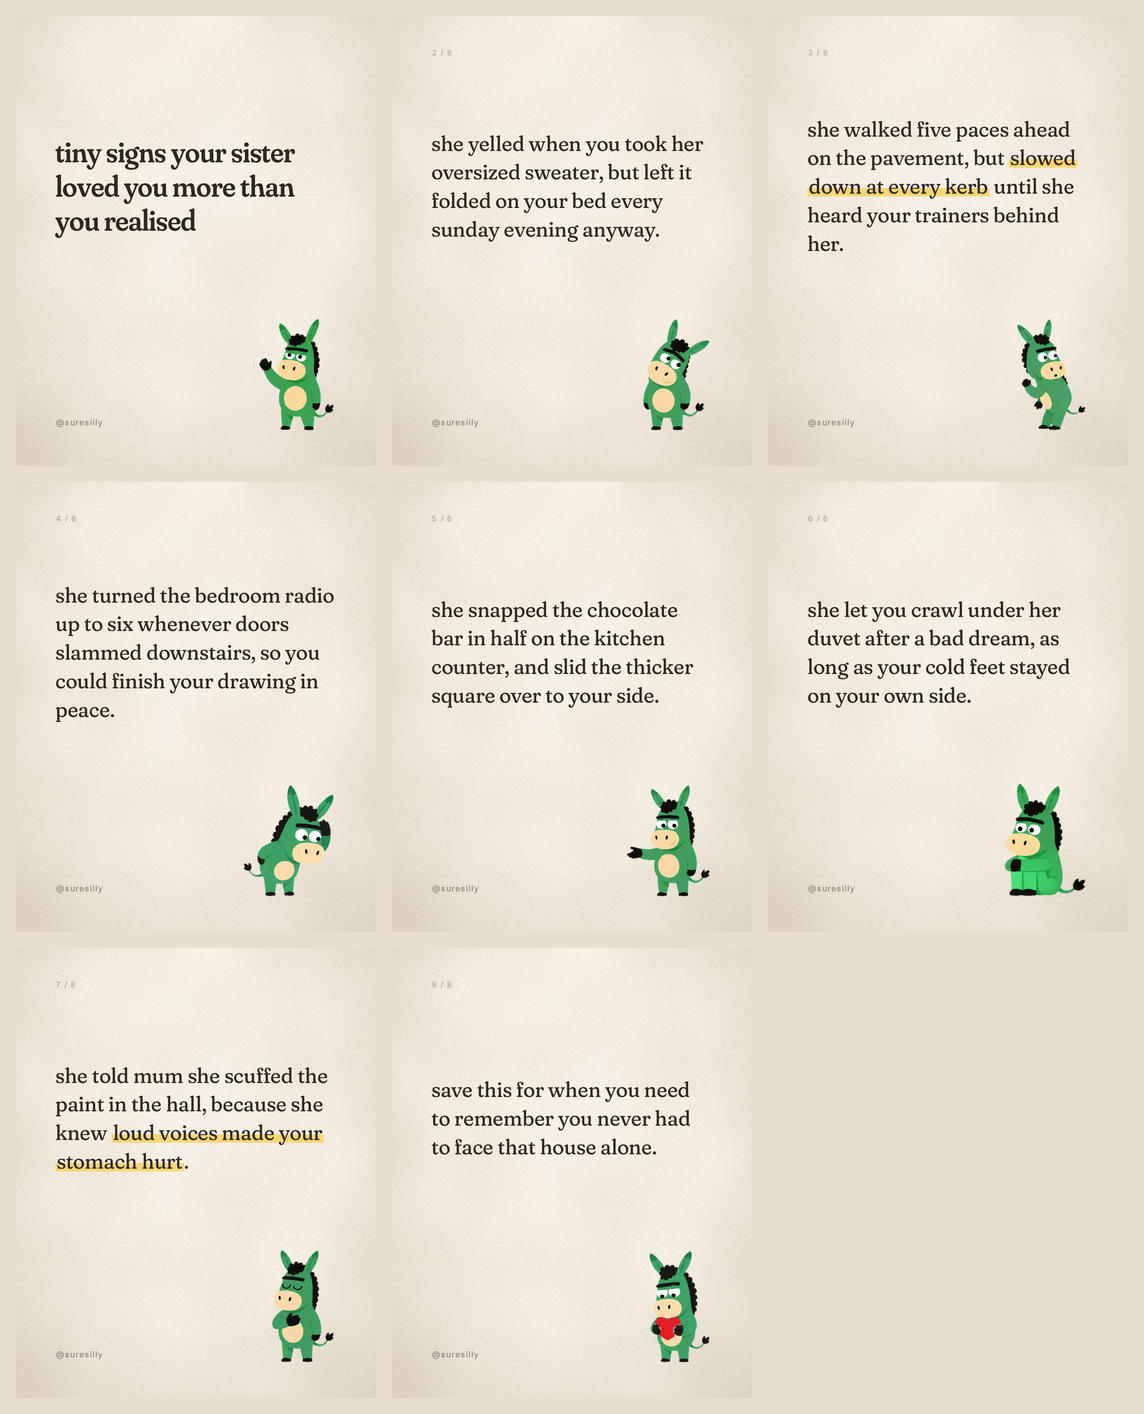 tiny signs your sister
loved you more than
you realised
@suresilly
2 / 8
she yelled when you took her
oversized sweater, but left it
folded on your bed every
sunday evening anyway.
@suresilly
3 / 8
she walked five paces ahead
on the pavement, but slowed
down at every kerb until she
heard your trainers behind
her.
@suresilly
4 / 8
she turned the bedroom radio
up to six whenever doors
slammed downstairs, so you
could finish your drawing in
peace.
@suresilly
5 / 8
she snapped the chocolate
bar in half on the kitchen
counter, and slid the thicker
square over to your side.
@suresilly
6 / 8
she let you crawl under her
duvet after a bad dream, as
long as your cold feet stayed
on your own side.
@suresilly
7 / 8
she told mum she scuffed the
paint in the hall, because she
knew loud voices made your
stomach hurt.
@suresilly
8 / 8
save this for when you need
to remember you never had
to face that house alone.
@suresilly